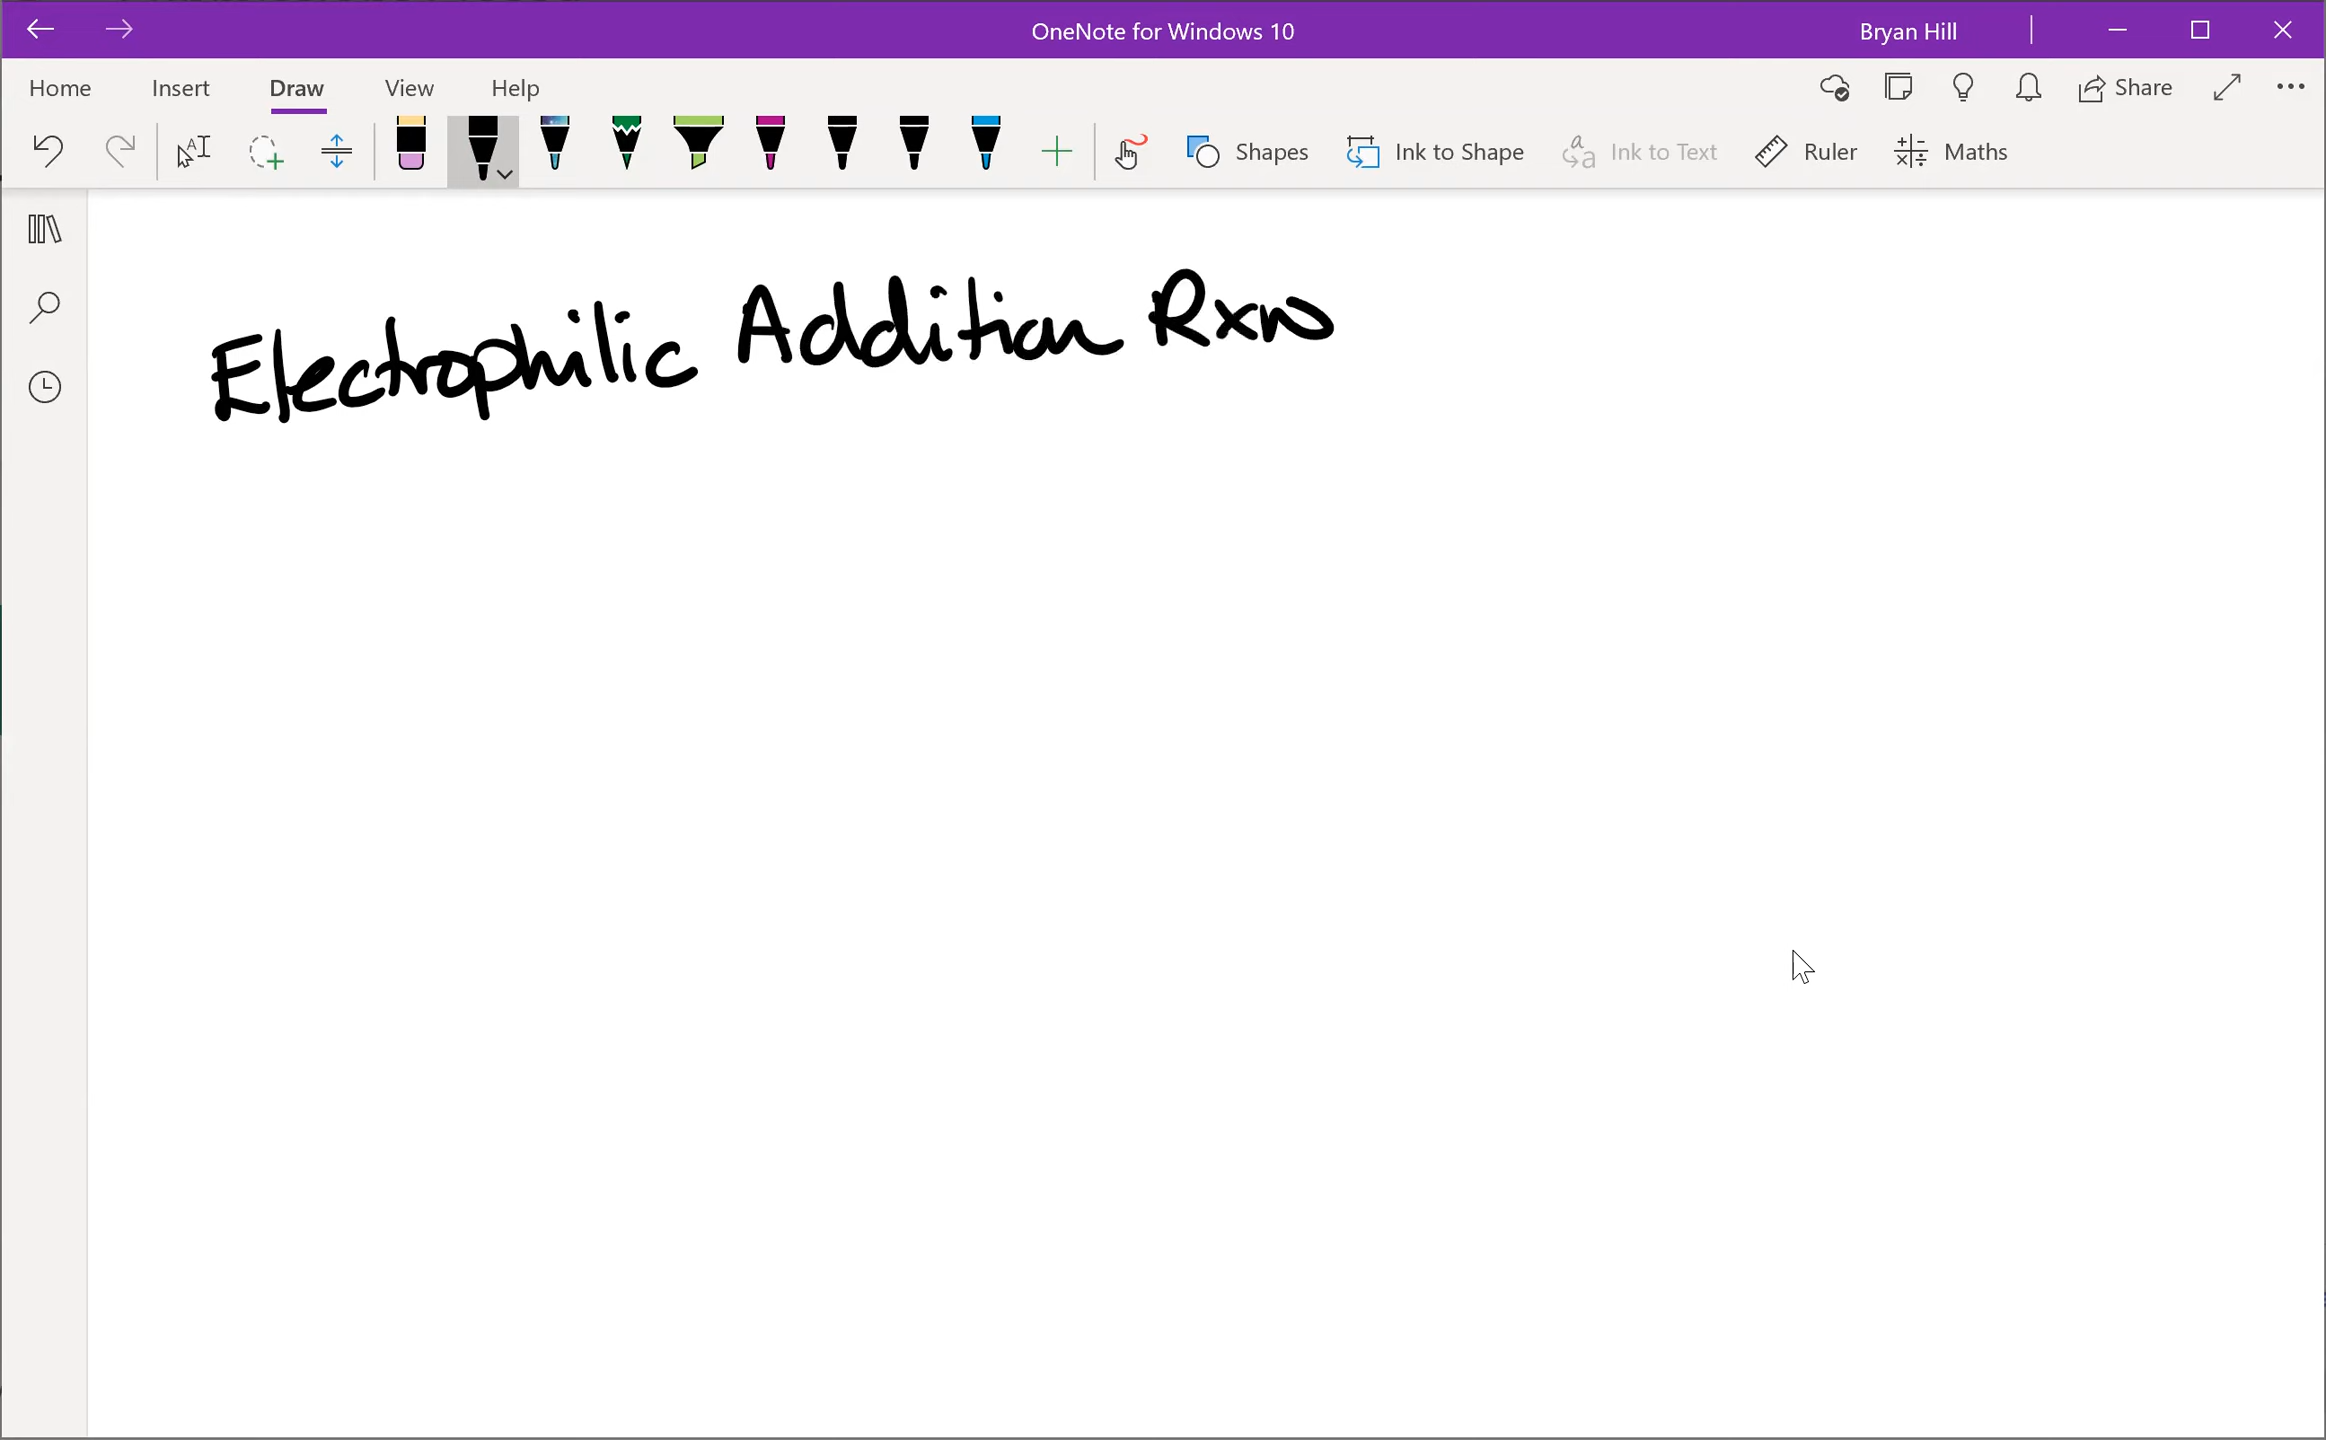 OneNote for Windows 10
Bryan Hill
Home Insert Draw View Help
Share
Shapes Ink to Shape Ink to Text Ruler Maths
Electrophilic Addition Rxns